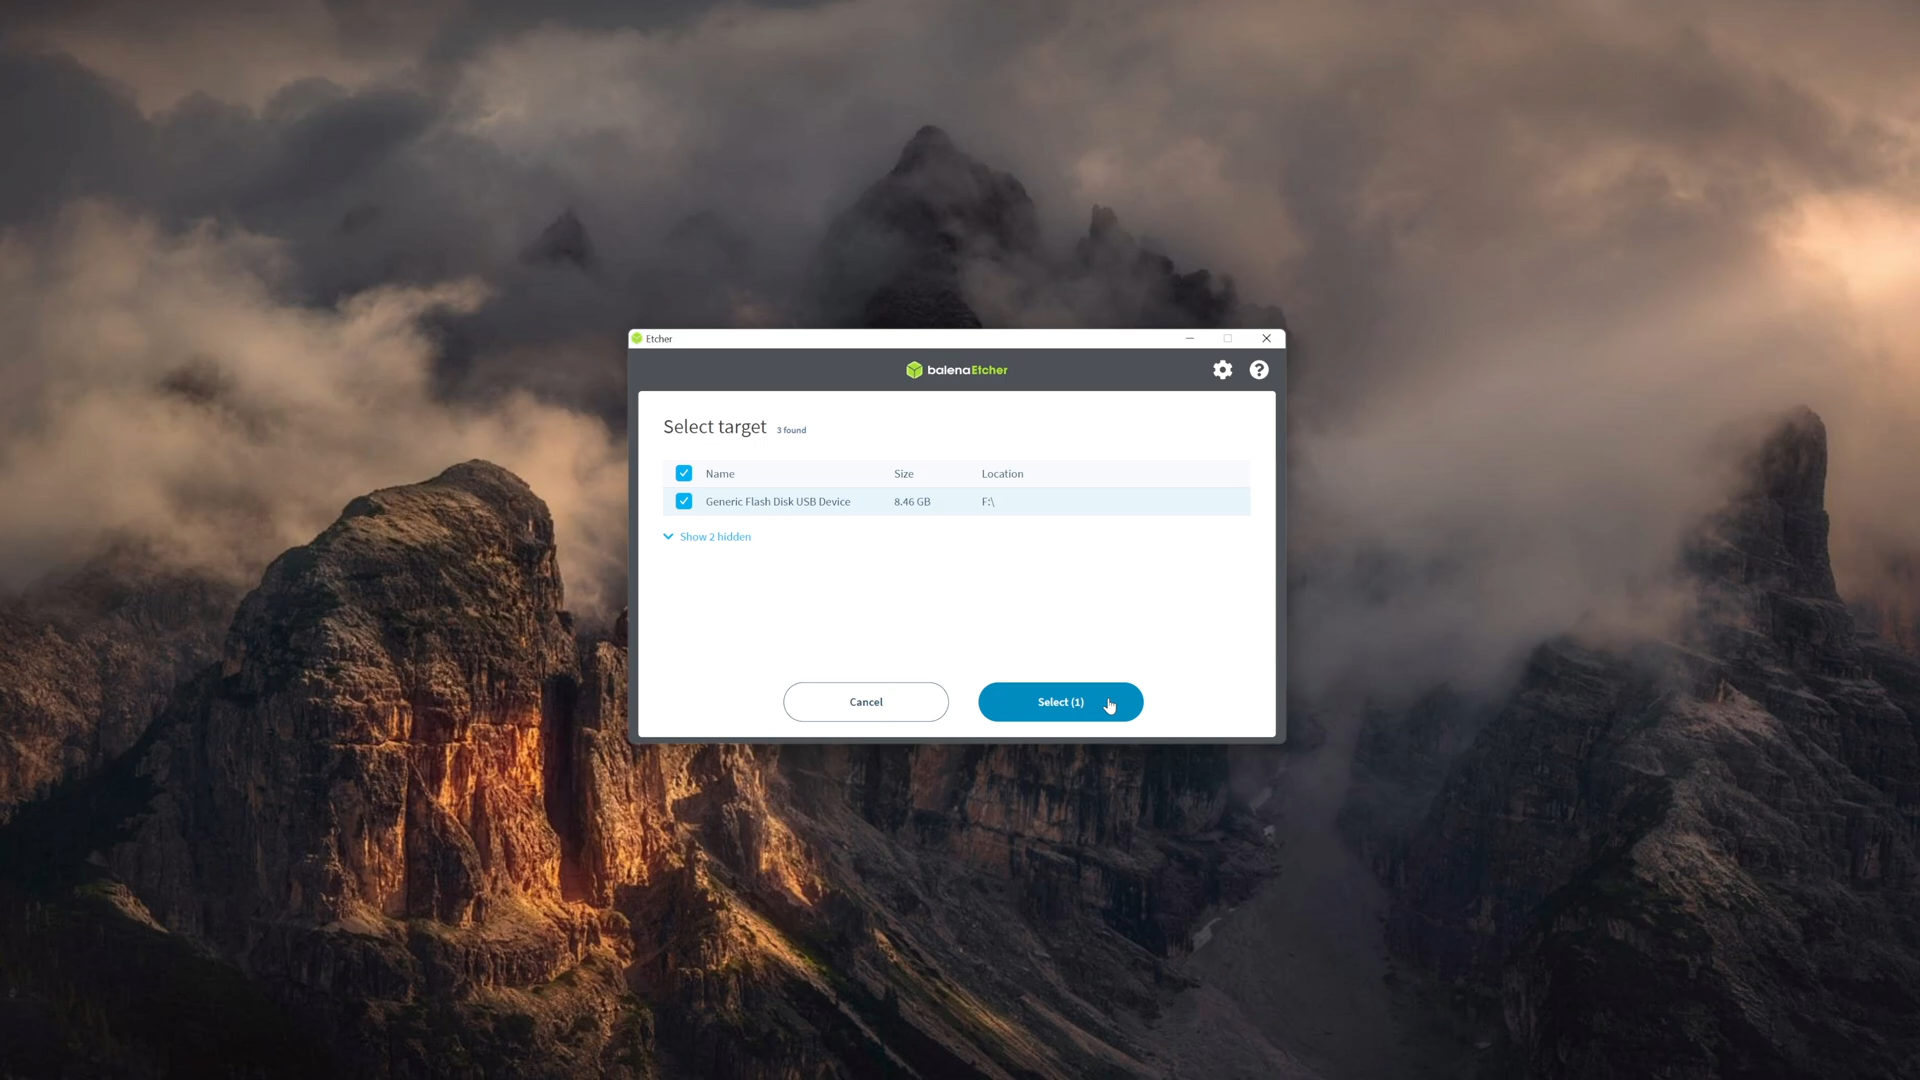 Etcher
balenaEtcher
Select target 3 found
Name Size Location
Generic Flash Disk USB Device 8.46 GB F:\
Show 2 hidden
Cancel Select (1)